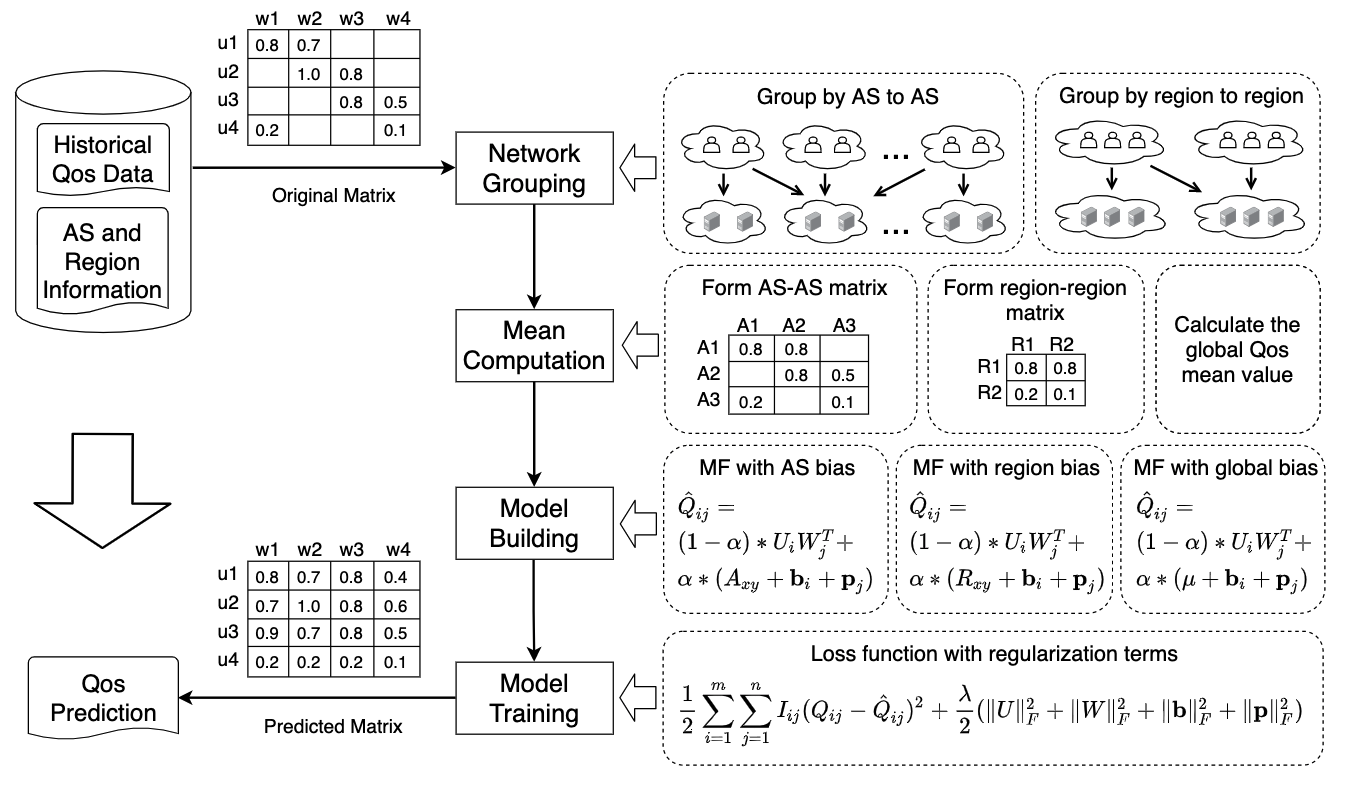 w1 w2 w3 w4
u1 0.8 0.7
u2 1.0 0.8
u3 0.8 0.5
u4 0.2 0.1
Historical
Qos Data
AS and
Region
Information
Original Matrix
Network
Grouping
Group by AS to AS
...
...
Group by region to region
Mean
Computation
Form AS-AS matrix
A1 A2 A3
A1 0.8 0.8
A2 0.8 0.5
A3 0.2 0.1
Form region-region
matrix
R1 R2
R1 0.8 0.8
R2 0.2 0.1
Calculate the
global Qos
mean value
Model
Building
MF with AS bias
$\hat{Q}_{ij} =$
$(1 - \alpha) * U_i W_j^T +$
$\alpha * (A_{xy} + \mathbf{b}_i + \mathbf{p}_j)$
MF with region bias
$\hat{Q}_{ij} =$
$(1 - \alpha) * U_i W_j^T +$
$\alpha * (R_{xy} + \mathbf{b}_i + \mathbf{p}_j)$
MF with global bias
$\hat{Q}_{ij} =$
$(1 - \alpha) * U_i W_j^T +$
$\alpha * (\mu + \mathbf{b}_i + \mathbf{p}_j)$
w1 w2 w3 w4
u1 0.8 0.7 0.8 0.4
u2 0.7 1.0 0.8 0.6
u3 0.9 0.7 0.8 0.5
u4 0.2 0.2 0.2 0.1
Model
Training
Loss function with regularization terms
$\frac{1}{2} \sum_{i=1}^{m} \sum_{j=1}^{n} I_{ij} (Q_{ij} - \hat{Q}_{ij})^2 + \frac{\lambda}{2} (\|U\|_F^2 + \|W\|_F^2 + \|\mathbf{b}\|_F^2 + \|\mathbf{p}\|_F^2)$
Predicted Matrix
Qos
Prediction